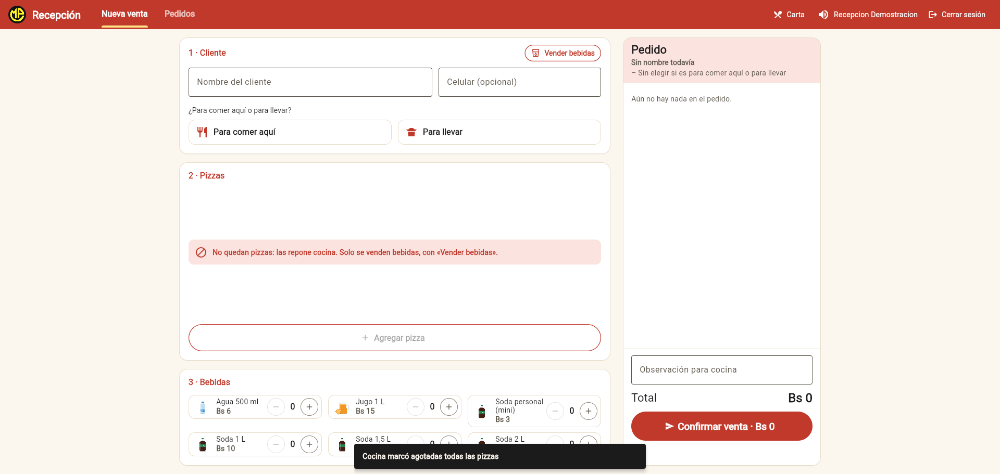 MP
Recepción
Nueva venta
Pedidos
Carta
Recepcion Demostracion
Cerrar sesión
1 · Cliente
Vender bebidas
Nombre del cliente
Celular (opcional)
¿Para comer aquí o para llevar?
Para comer aquí
Para llevar
2 · Pizzas
No quedan pizzas: las repone cocina. Solo se venden bebidas, con «Vender bebidas».
+ Agregar pizza
3 · Bebidas
Agua 500 ml
Bs 6
− 0 +
Jugo 1 L
Bs 15
− 0 +
Soda personal
(mini)
Bs 3
− 0 +
Soda 1 L
Bs 10
− 0 +
Soda 1,5 L
0
Soda 2 L
0
Cocina marcó agotadas todas las pizzas
Pedido
Sin nombre todavía
– Sin elegir si es para comer aquí o para llevar
Aún no hay nada en el pedido.
Observación para cocina
Total
Bs 0
Confirmar venta · Bs 0